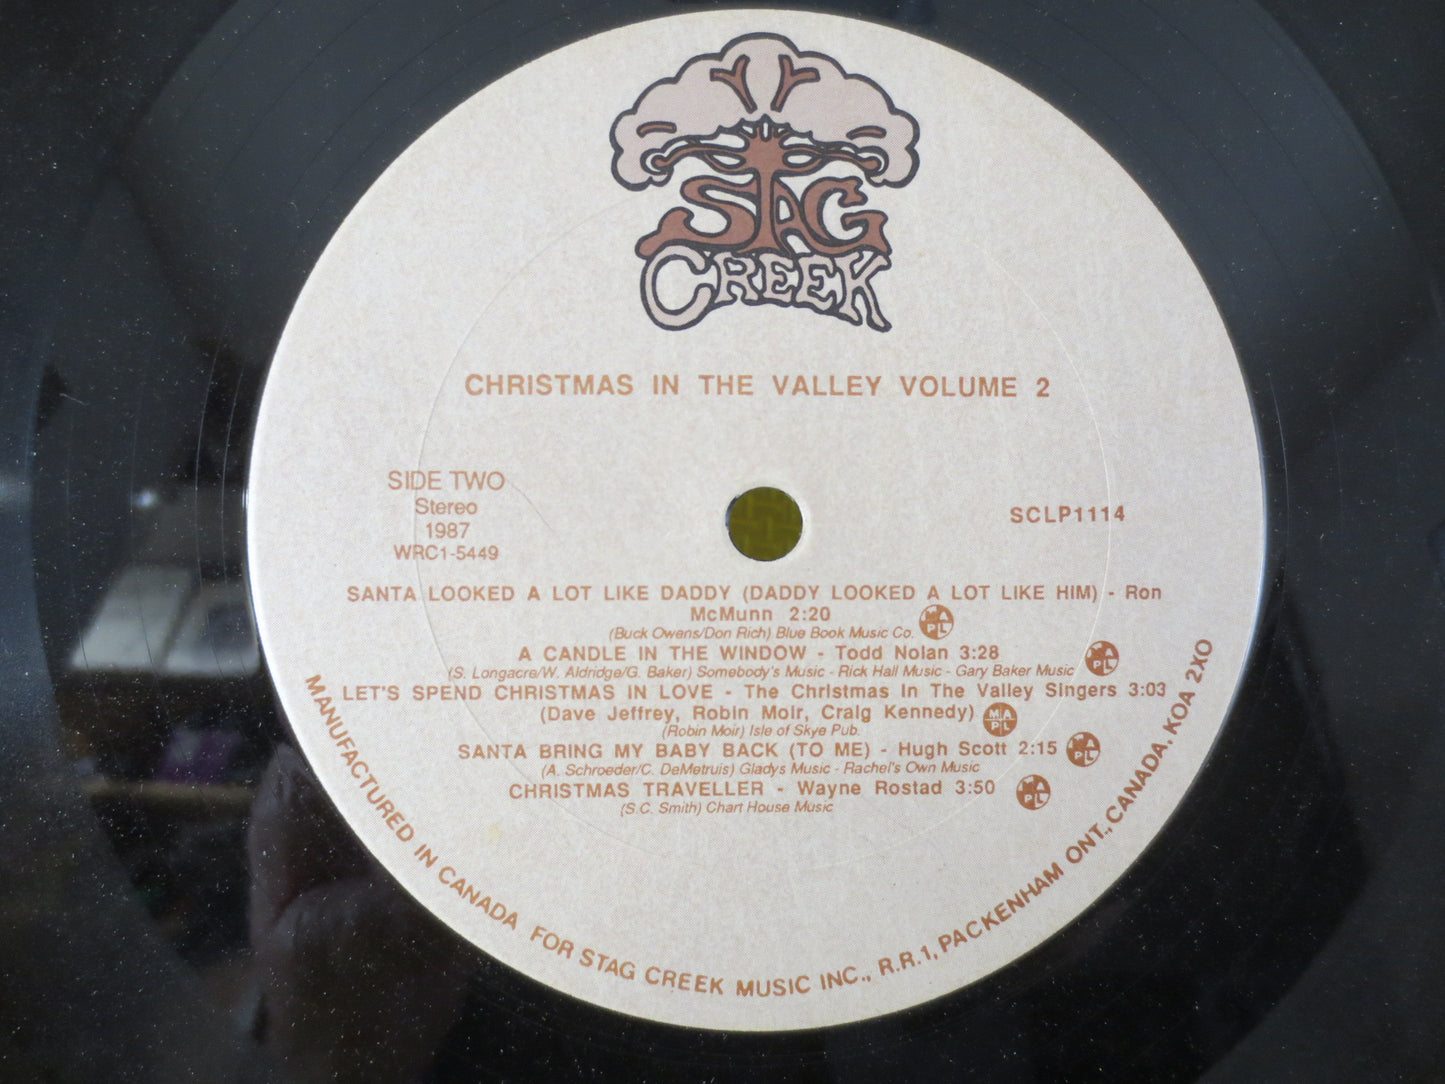 STAG
CREEK
CHRISTMAS IN THE VALLEY VOLUME 2
SIDE TWO
Stereo
1987
WRC1-5449
SCLP1114
SANTA LOOKED A LOT LIKE DADDY (DADDY LOOKED A LOT LIKE HIM) - Ron
McMunn 2:20
(Buck Owens/Don Rich) Blue Book Music Co.
MAPL
A CANDLE IN THE WINDOW - Todd Nolan 3:28
(S. Longacre/W. Aldridge/G. Baker) Somebody's Music - Rick Hall Music - Gary Baker Music
MAPL
LET'S SPEND CHRISTMAS IN LOVE - The Christmas In The Valley Singers 3:03
(Dave Jeffrey, Robin Moir, Craig Kennedy)
MAPL
(Robin Moir) Isle of Skye Pub.
SANTA BRING MY BABY BACK (TO ME) - Hugh Scott 2:15
MAPL
(A. Schroeder/C. DeMetruis) Gladys Music - Rachel's Own Music
CHRISTMAS TRAVELLER - Wayne Rostad 3:50
MAPL
(S.C. Smith) Chart House Music
MANUFACTURED IN CANADA FOR STAG CREEK MUSIC INC., R.R.1, PACKENHAM ONT., CANADA, KOA 2XO